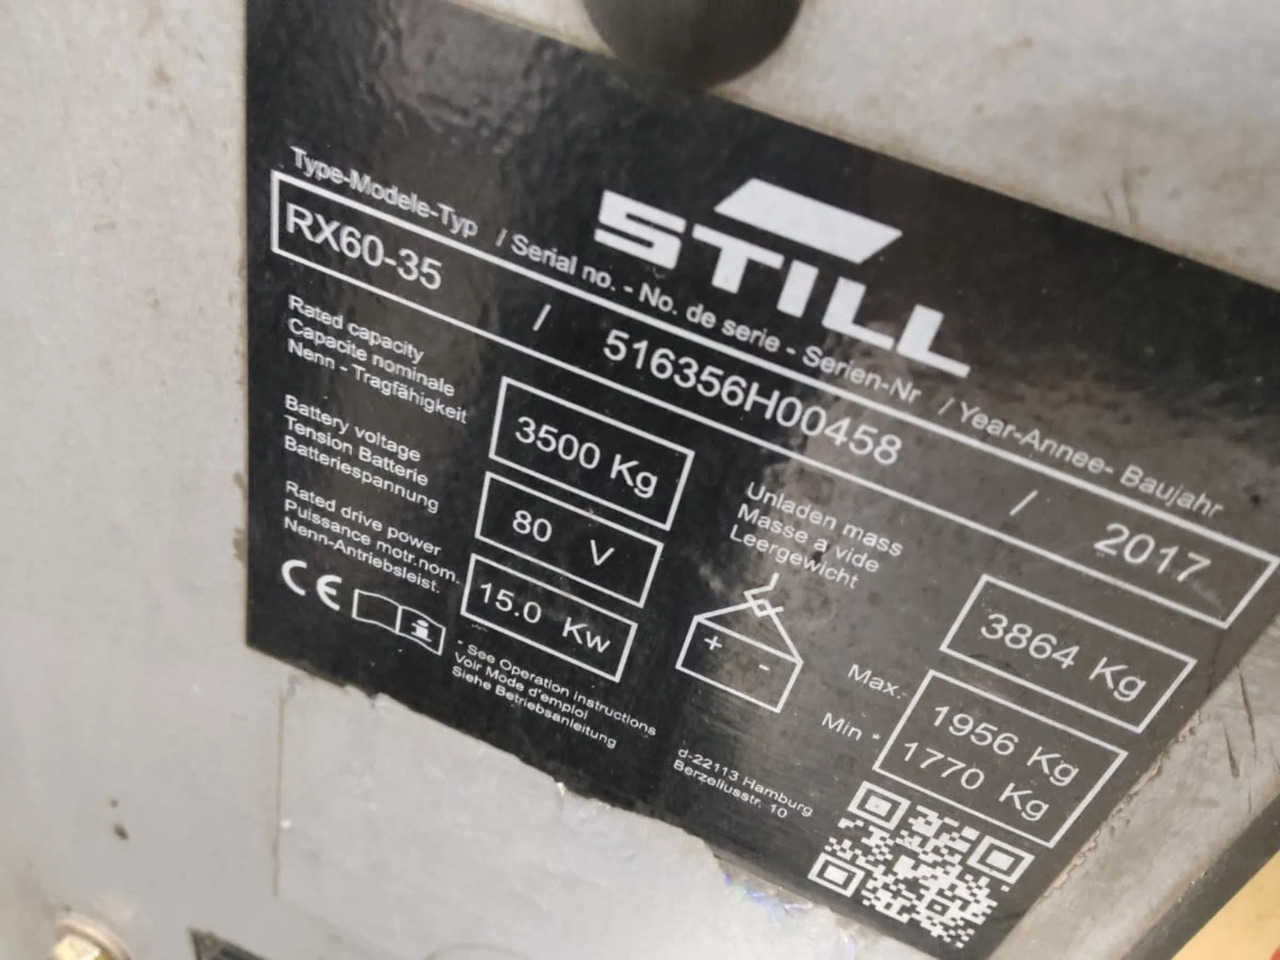 STILL
Type-Modele-Typ / Serial no. - No. de serie - Serien-Nr / Year-Annee- Baujahr
RX60-35 / 516356H00458 / 2017
Rated capacity
Capacite nominale
Nenn - Tragfähigkeit
3500 Kg
Battery voltage
Tension Batterie
Batteriespannung
80 V
Rated drive power
Puissance motr.nom.
Nenn-Antriebsleist.
15.0 Kw
Unladen mass
Masse a vide
Leergewicht
3864 Kg
+ -
Max. 1956 Kg
Min * 1770 Kg
CE
i
* See Operation instructions
Voir Mode d'emploi
Siehe Betriebsanleitung
d-22113 Hamburg
Berzeliusstr. 10